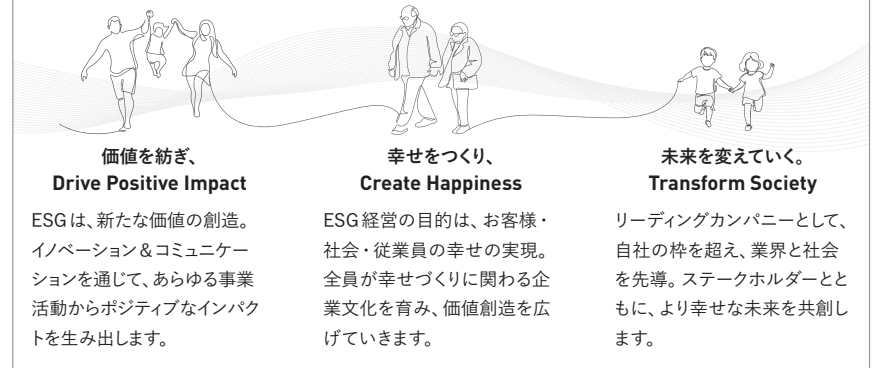 価値を紡ぎ、
Drive Positive Impact
ESGは、新たな価値の創造。
イノベーション＆コミュニケー
ションを通じて、あらゆる事業
活動からポジティブなインパク
トを生み出します。
幸せをつくり、
Create Happiness
ESG経営の目的は、お客様・
社会・従業員の幸せの実現。
全員が幸せづくりに関わる企
業文化を育み、価値創造を広
げていきます。
未来を変えていく。
Transform Society
リーディングカンパニーとして、
自社の枠を超え、業界と社会
を先導。ステークホルダーとと
もに、より幸せな未来を共創し
ます。